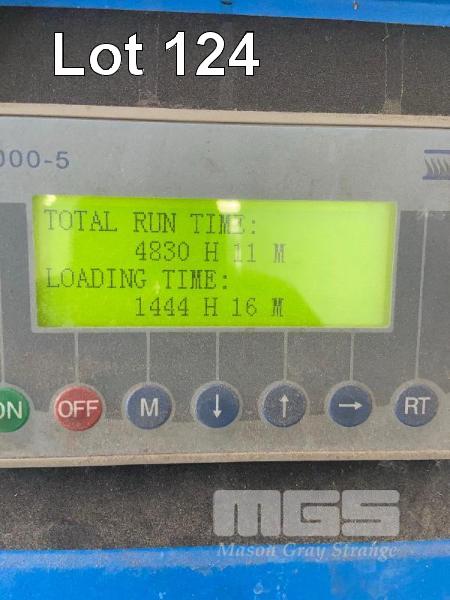 Lot 124
000-5
TOTAL RUN TIME:
4830 H 11 M
LOADING TIME:
1444 H 16 M
ON OFF M ↓ ↑ → RT
MGS
Mason Gray Strange